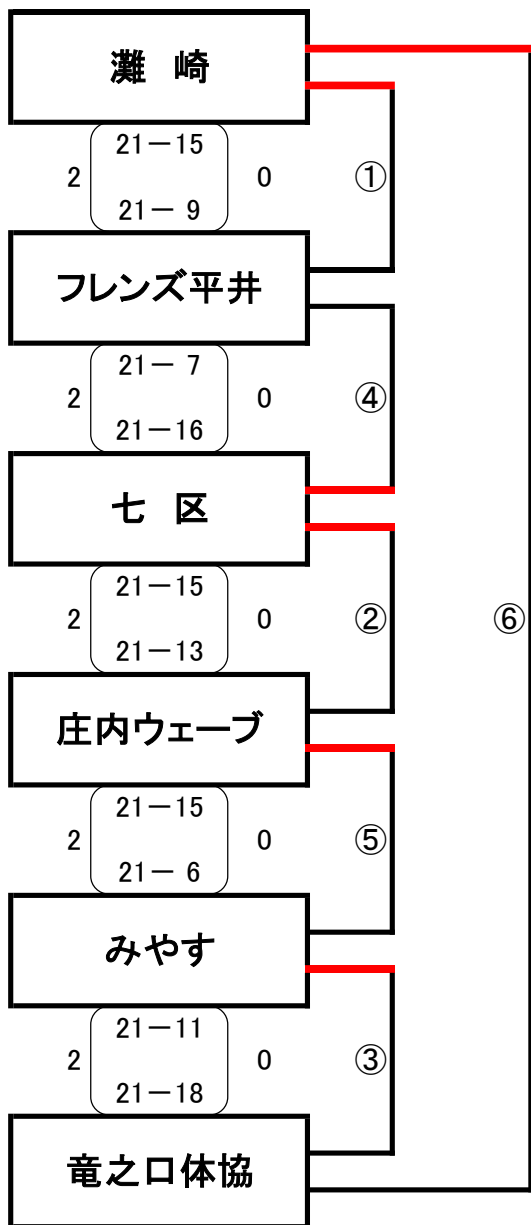 灘 崎
21－15
2 0 ①
21－ 9
フレンズ平井
21－ 7
2 0 ④
21－16
七 区
21－15
2 0 ② ⑥
21－13
庄内ウェーブ
21－15
2 0 ⑤
21－ 6
みやす
21－11
2 0 ③
21－18
竜之口体協